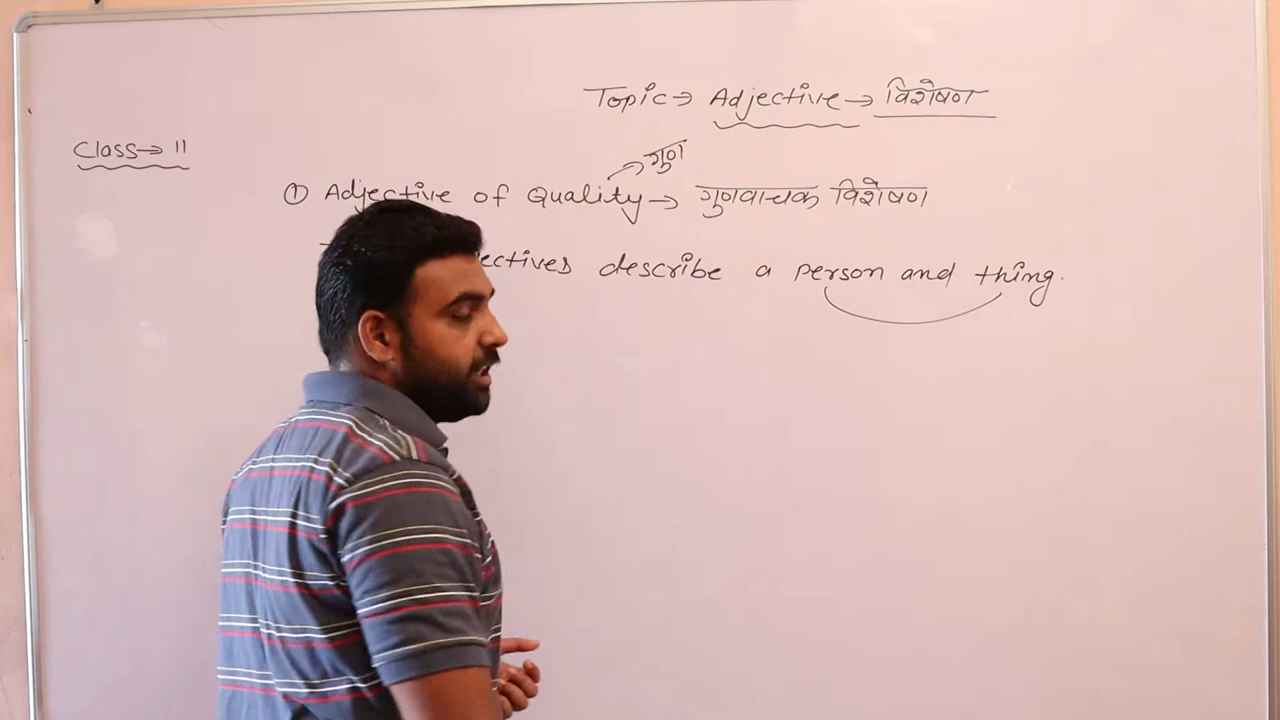 Topic → Adjective → विशेषण
Class → 11
गुण
① Adjective of Quality → गुणवाचक विशेषण
ectives describe a person and thing.